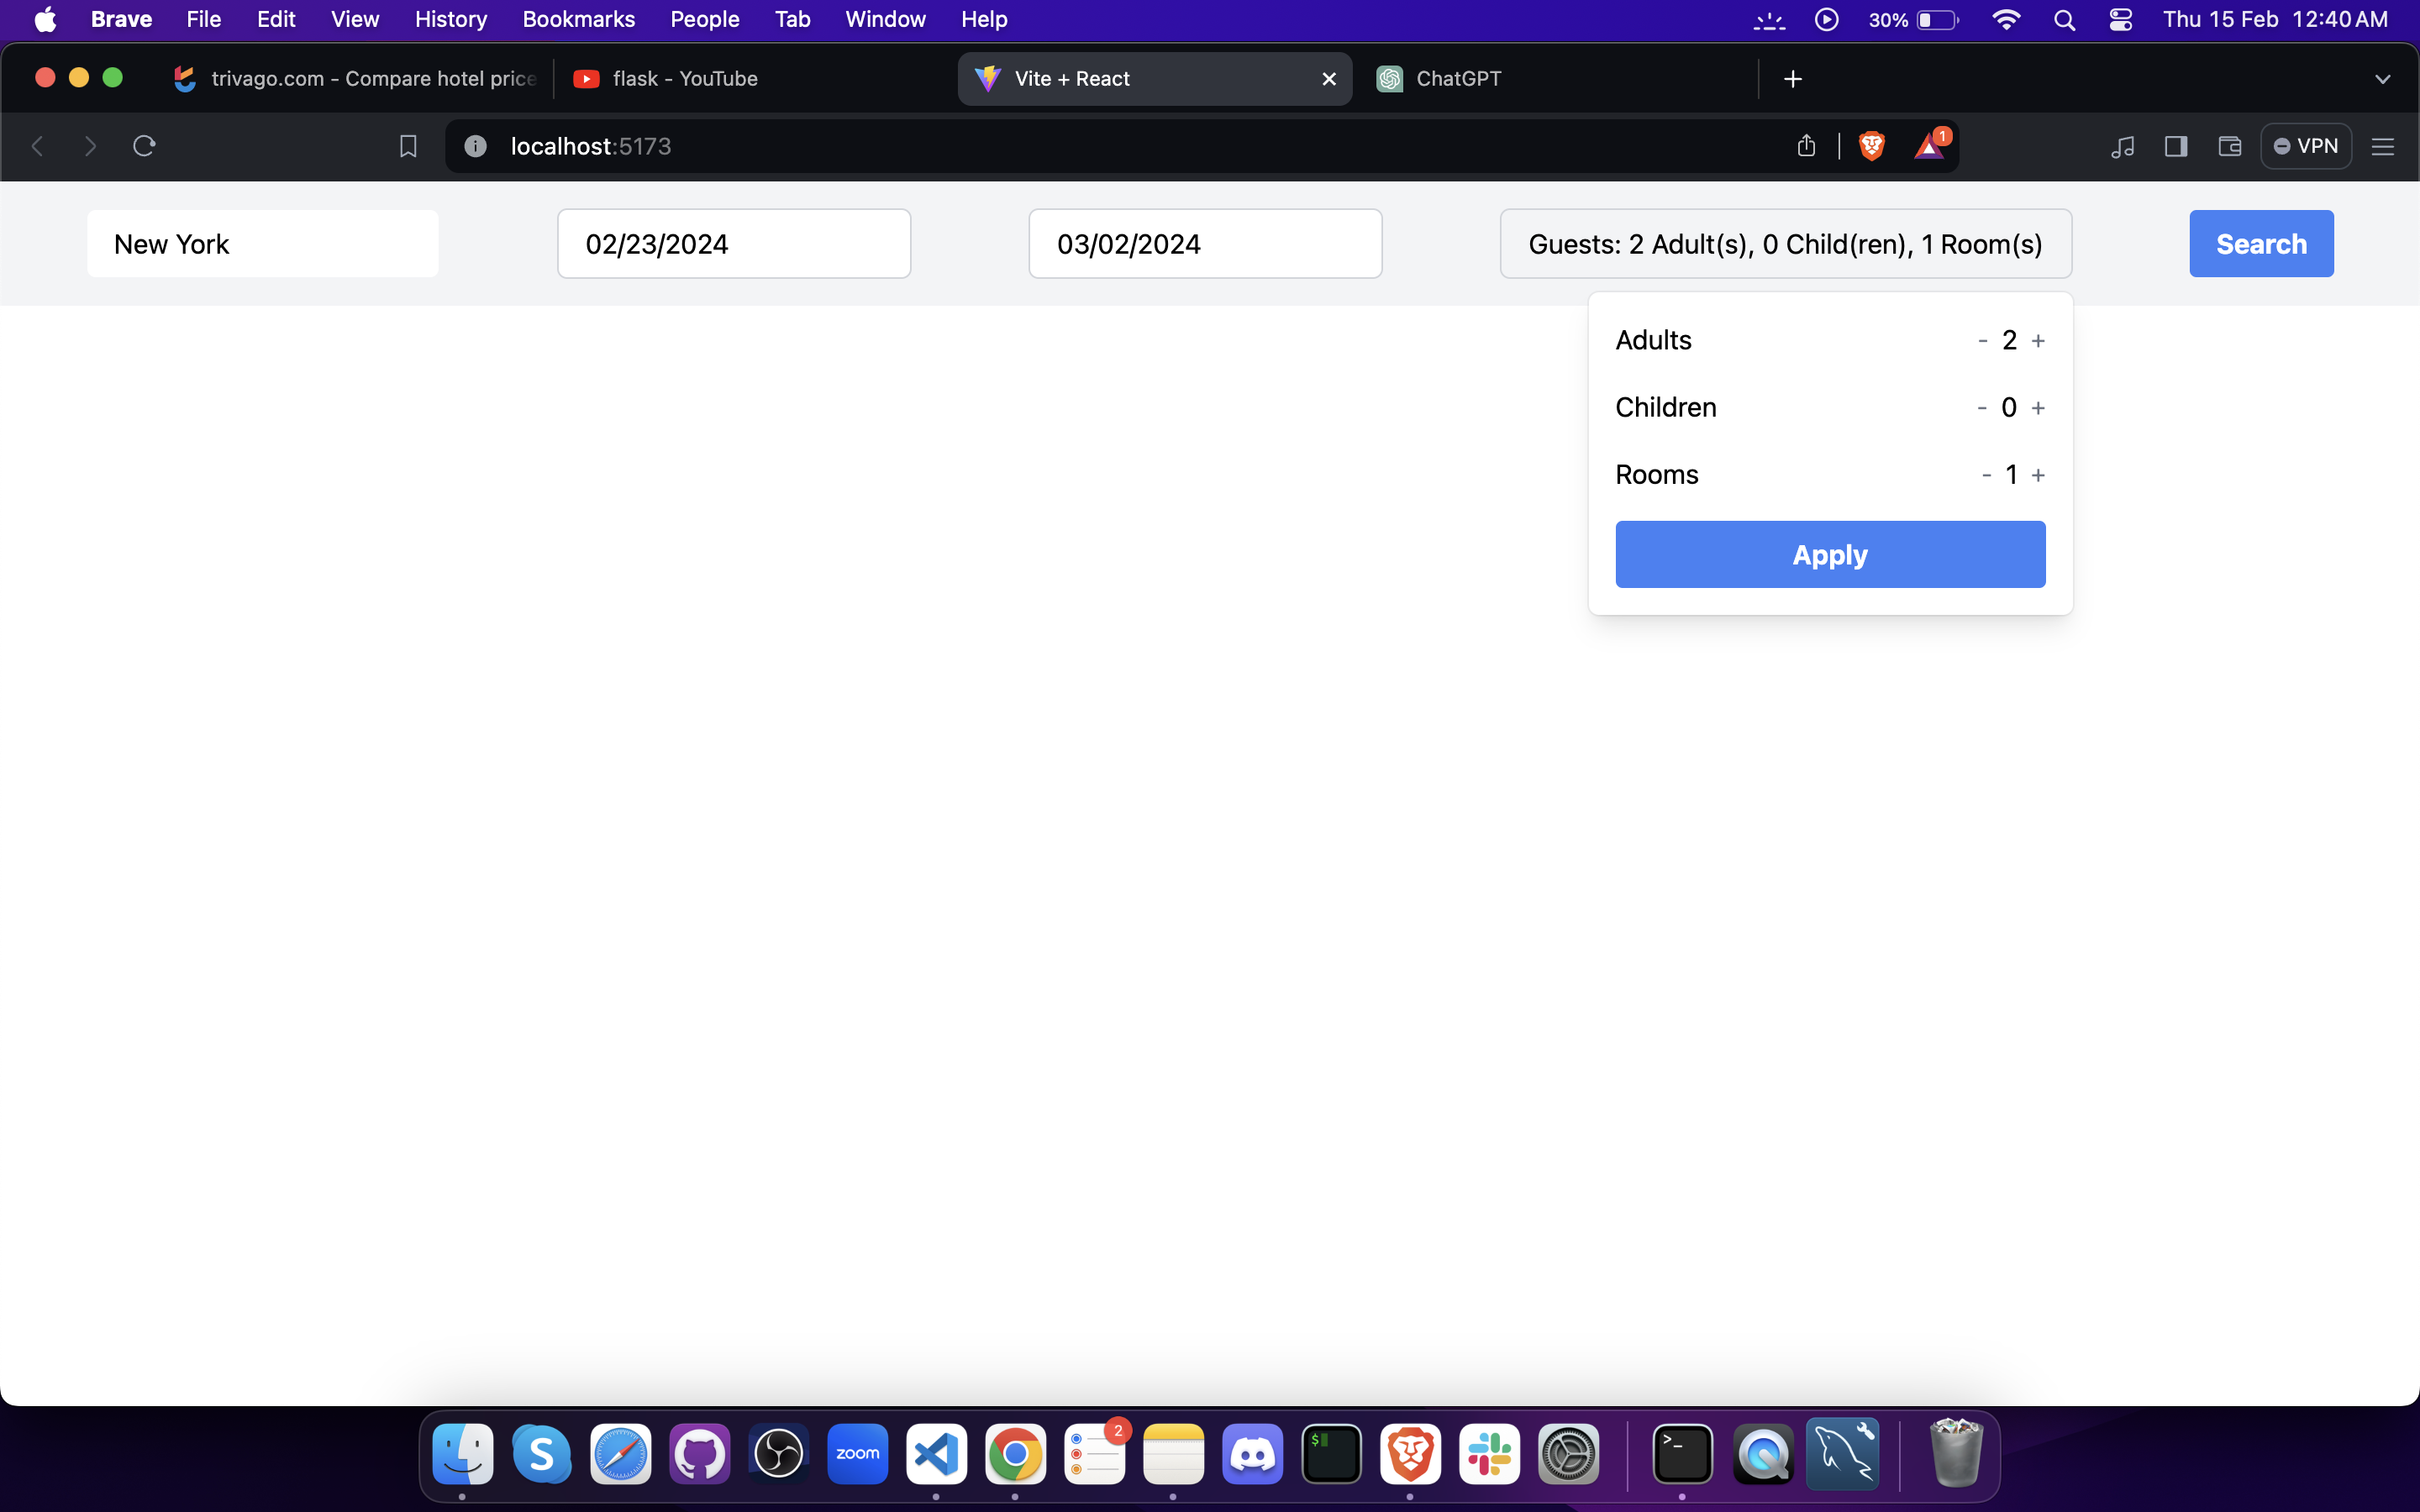 Brave File Edit View History Bookmarks People Tab Window Help 30% Thu 15 Feb 12:40 AM
trivago.com - Compare hotel price flask - YouTube Vite + React ChatGPT
localhost:5173 1 VPN
New York 02/23/2024 03/02/2024 Guests: 2 Adult(s), 0 Child(ren), 1 Room(s) Search
Adults - 2 +
Children - 0 +
Rooms - 1 +
Apply
S zoom 2 $ >_